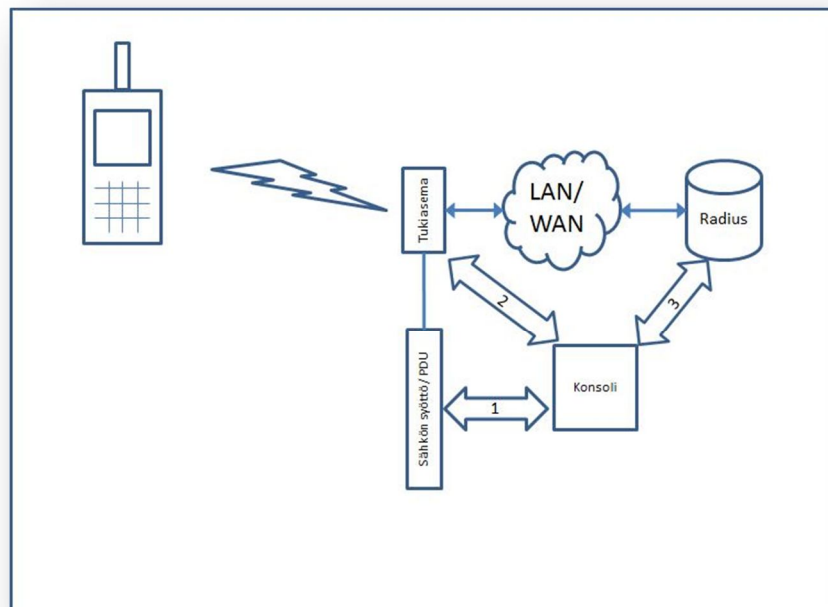 Tukiasema
LAN/
WAN
Radius
2
3
Sähkön syöttö/ PDU
1
Konsoli